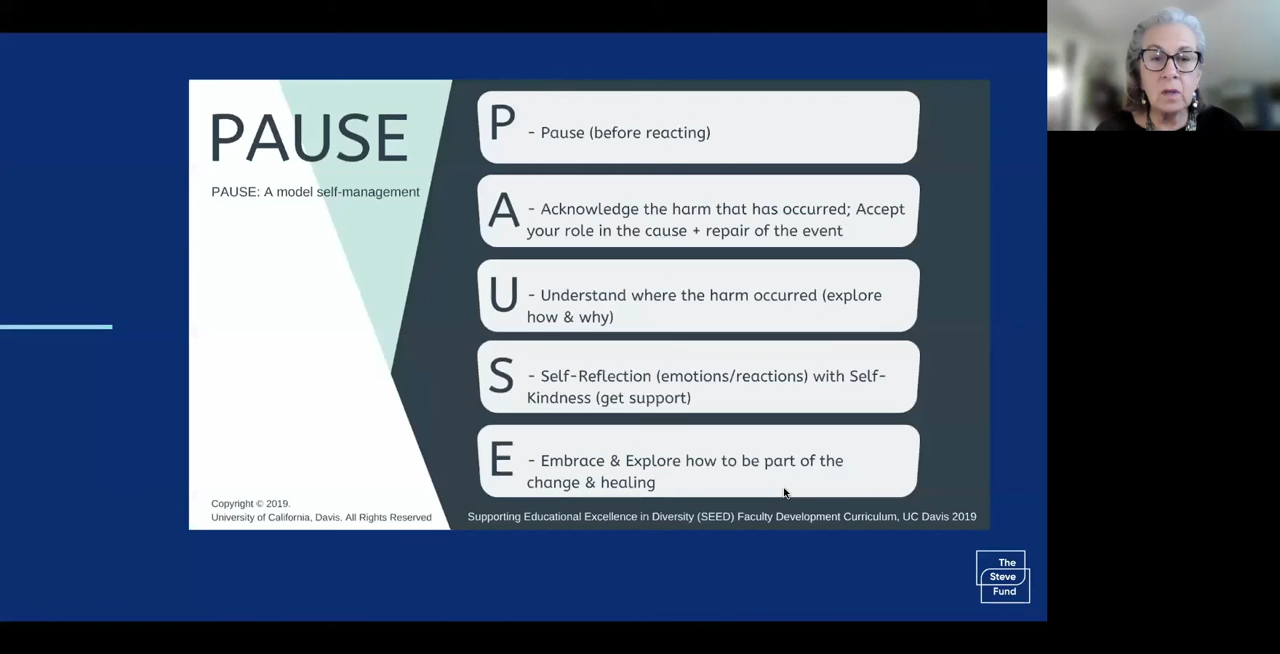 PAUSE
PAUSE: A model self-management
P - Pause (before reacting)
A - Acknowledge the harm that has occurred; Accept
your role in the cause + repair of the event
U - Understand where the harm occurred (explore
how & why)
S - Self-Reflection (emotions/reactions) with Self-
Kindness (get support)
E - Embrace & Explore how to be part of the
change & healing
Copyright © 2019.
University of California, Davis. All Rights Reserved
Supporting Educational Excellence in Diversity (SEED) Faculty Development Curriculum, UC Davis 2019
The
Steve
Fund